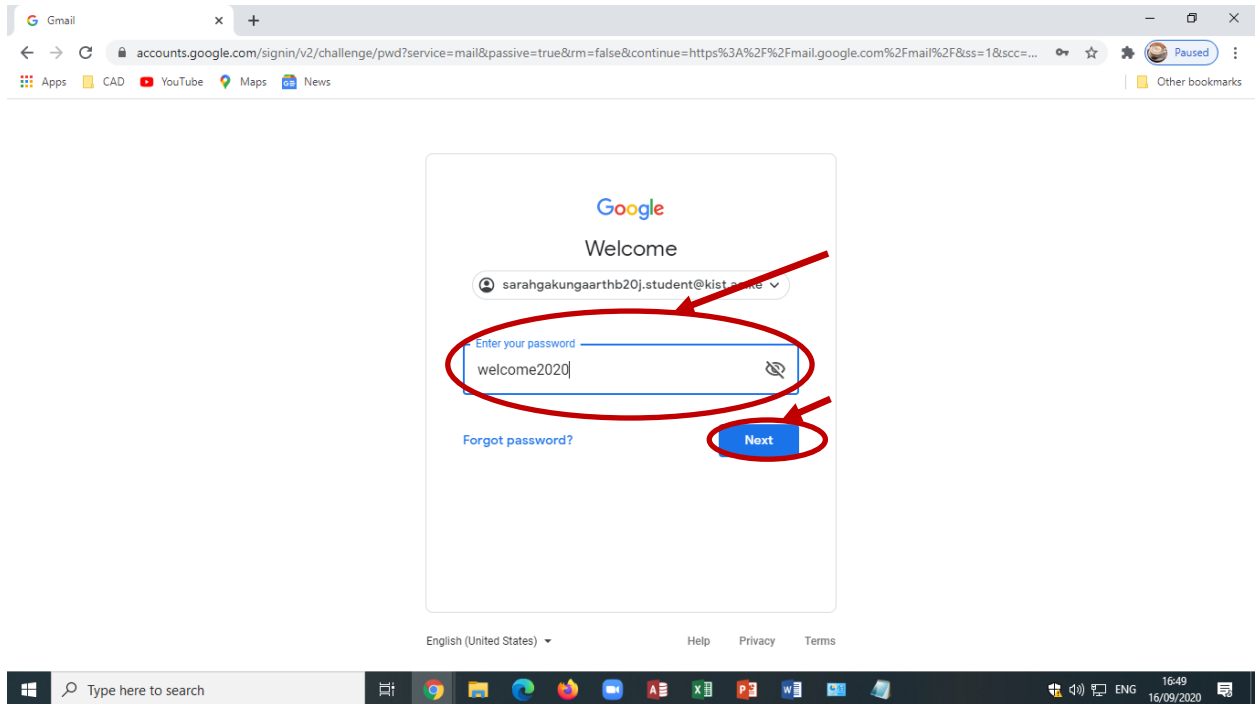 Gmail
accounts.google.com/signin/v2/challenge/pwd?service=mail&passive=true&rm=false&continue=https%3A%2F%2Fmail.google.com%2Fmail%2F&ss=1&scc=...
Paused
Apps CAD YouTube Maps News
Other bookmarks
Google
Welcome
sarahgakungaarthb20j.student@kist.ac.ke
Enter your password
welcome2020
Forgot password?
Next
English (United States)
Help Privacy Terms
Type here to search
ENG
16:49
16/09/2020